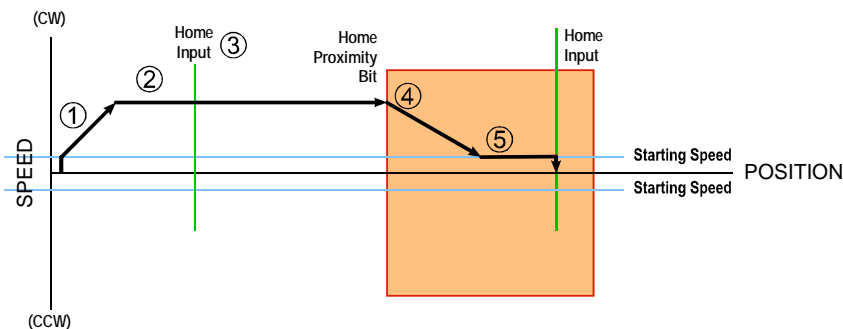 (CW)
Home
Input ③
Home
Proximity
Bit
Home
Input
②
①
④
⑤
SPEED
Starting Speed
POSITION
Starting Speed
(CCW)